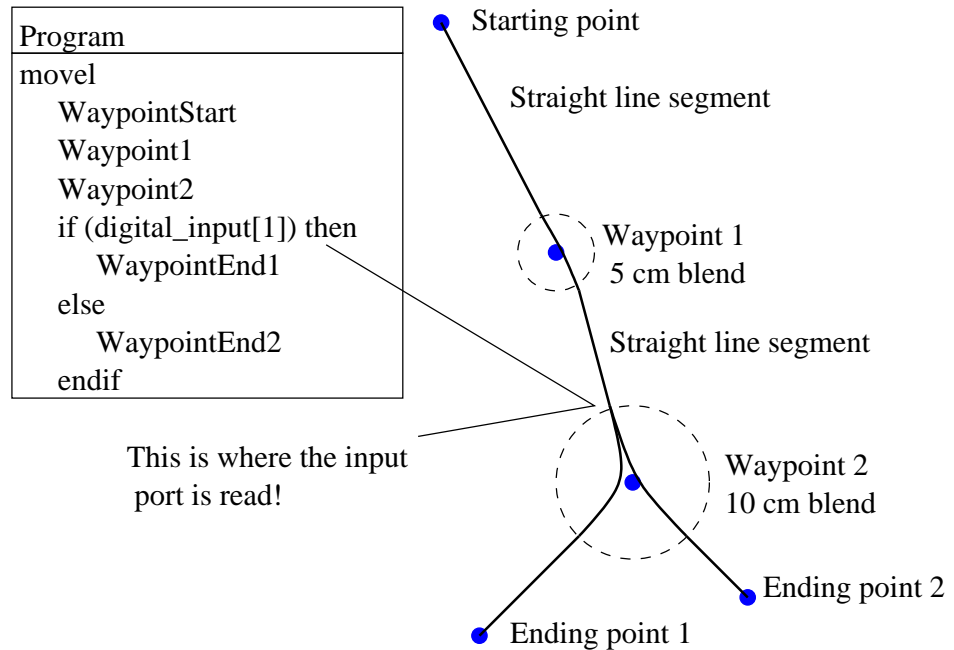 Program
movel
WaypointStart
Waypoint1
Waypoint2
if (digital_input[1]) then
WaypointEnd1
else
WaypointEnd2
endif
This is where the input
port is read!
Starting point
Straight line segment
Waypoint 1
5 cm blend
Straight line segment
Waypoint 2
10 cm blend
Ending point 2
Ending point 1